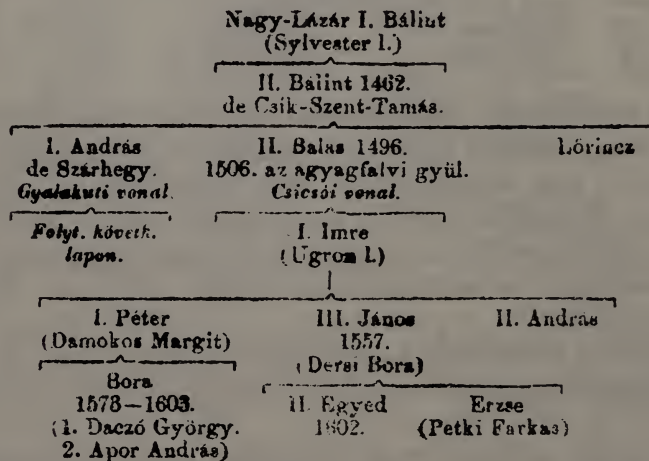 Nagy-Lázár I. Bálint
(Sylvester I.)
II. Bálint 1462.
de Csik-Szent-Tamás.
I. András II. Balas 1496. Lőrincz
de Szárhegy. 1506. az agyagfalvi gyül.
Gyalakuti vonal. Csicsói vonal.
Folyt. követk. I. Imre
lapon. (Ugron I.)
I. Péter III. János II. András
(Damokos Margit) 1557.
(Dersi Bora)
Bora II. Egyed Erzse
1578—1603. 1602. (Petki Farkas)
(1. Daczó György.
2. Apor András)